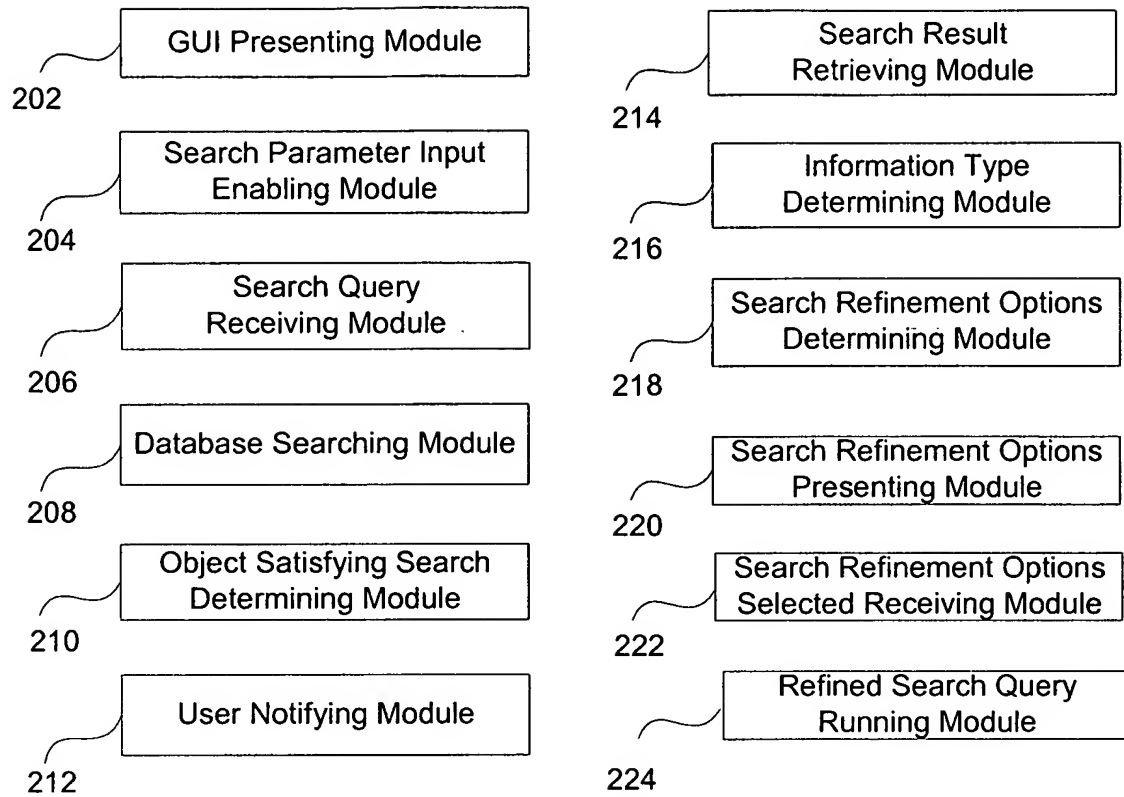 GUI Presenting Module
202
Search Parameter Input
Enabling Module
204
Search Query
Receiving Module
206
Database Searching Module
208
Object Satisfying Search
Determining Module
210
User Notifying Module
212
Search Result
Retrieving Module
214
Information Type
Determining Module
216
Search Refinement Options
Determining Module
218
Search Refinement Options
Presenting Module
220
Search Refinement Options
Selected Receiving Module
222
Refined Search Query
Running Module
224